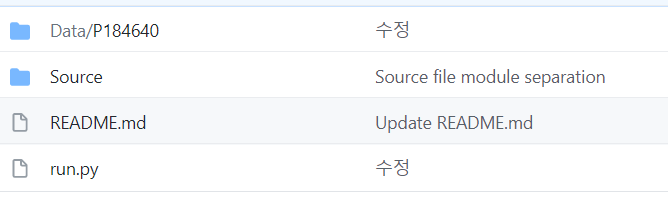 Data/P184640 수정
Source Source file module separation
README.md Update README.md
run.py 수정